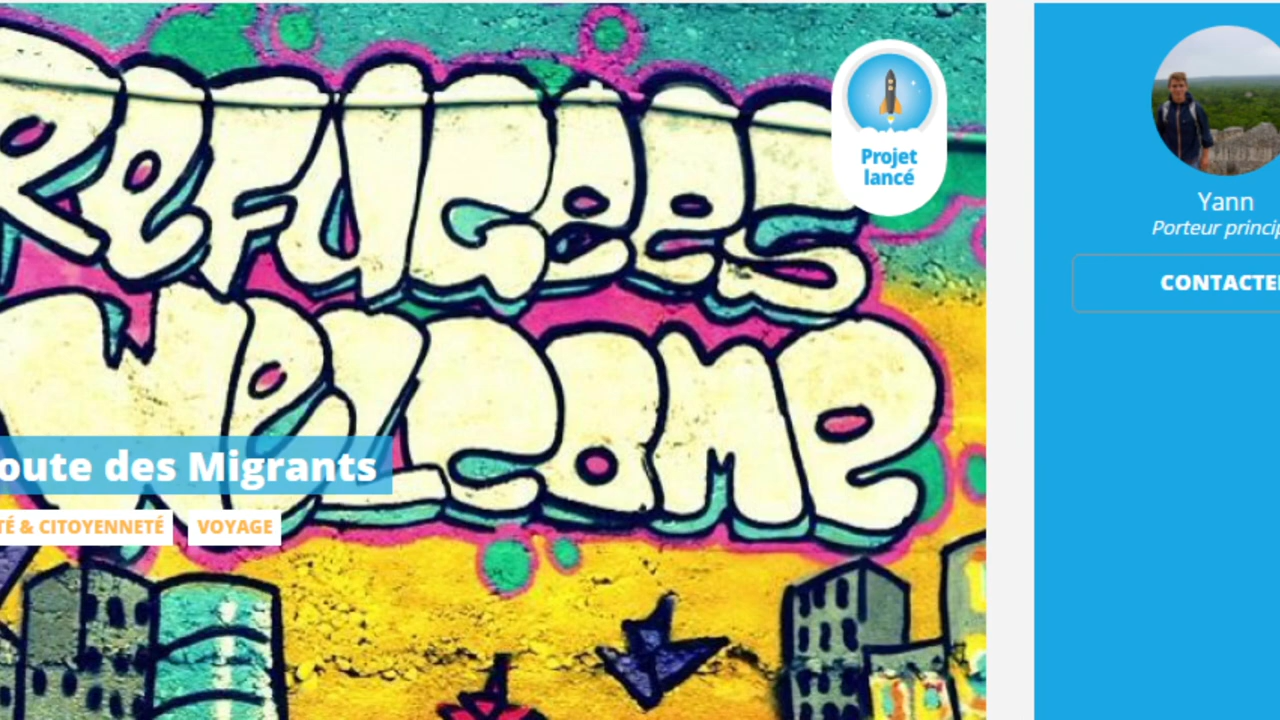 Refugees
Welcome
Projet
lancé
oute des Migrants
TÉ & CITOYENNETÉ
VOYAGE
Yann
Porteur princip
CONTACTE